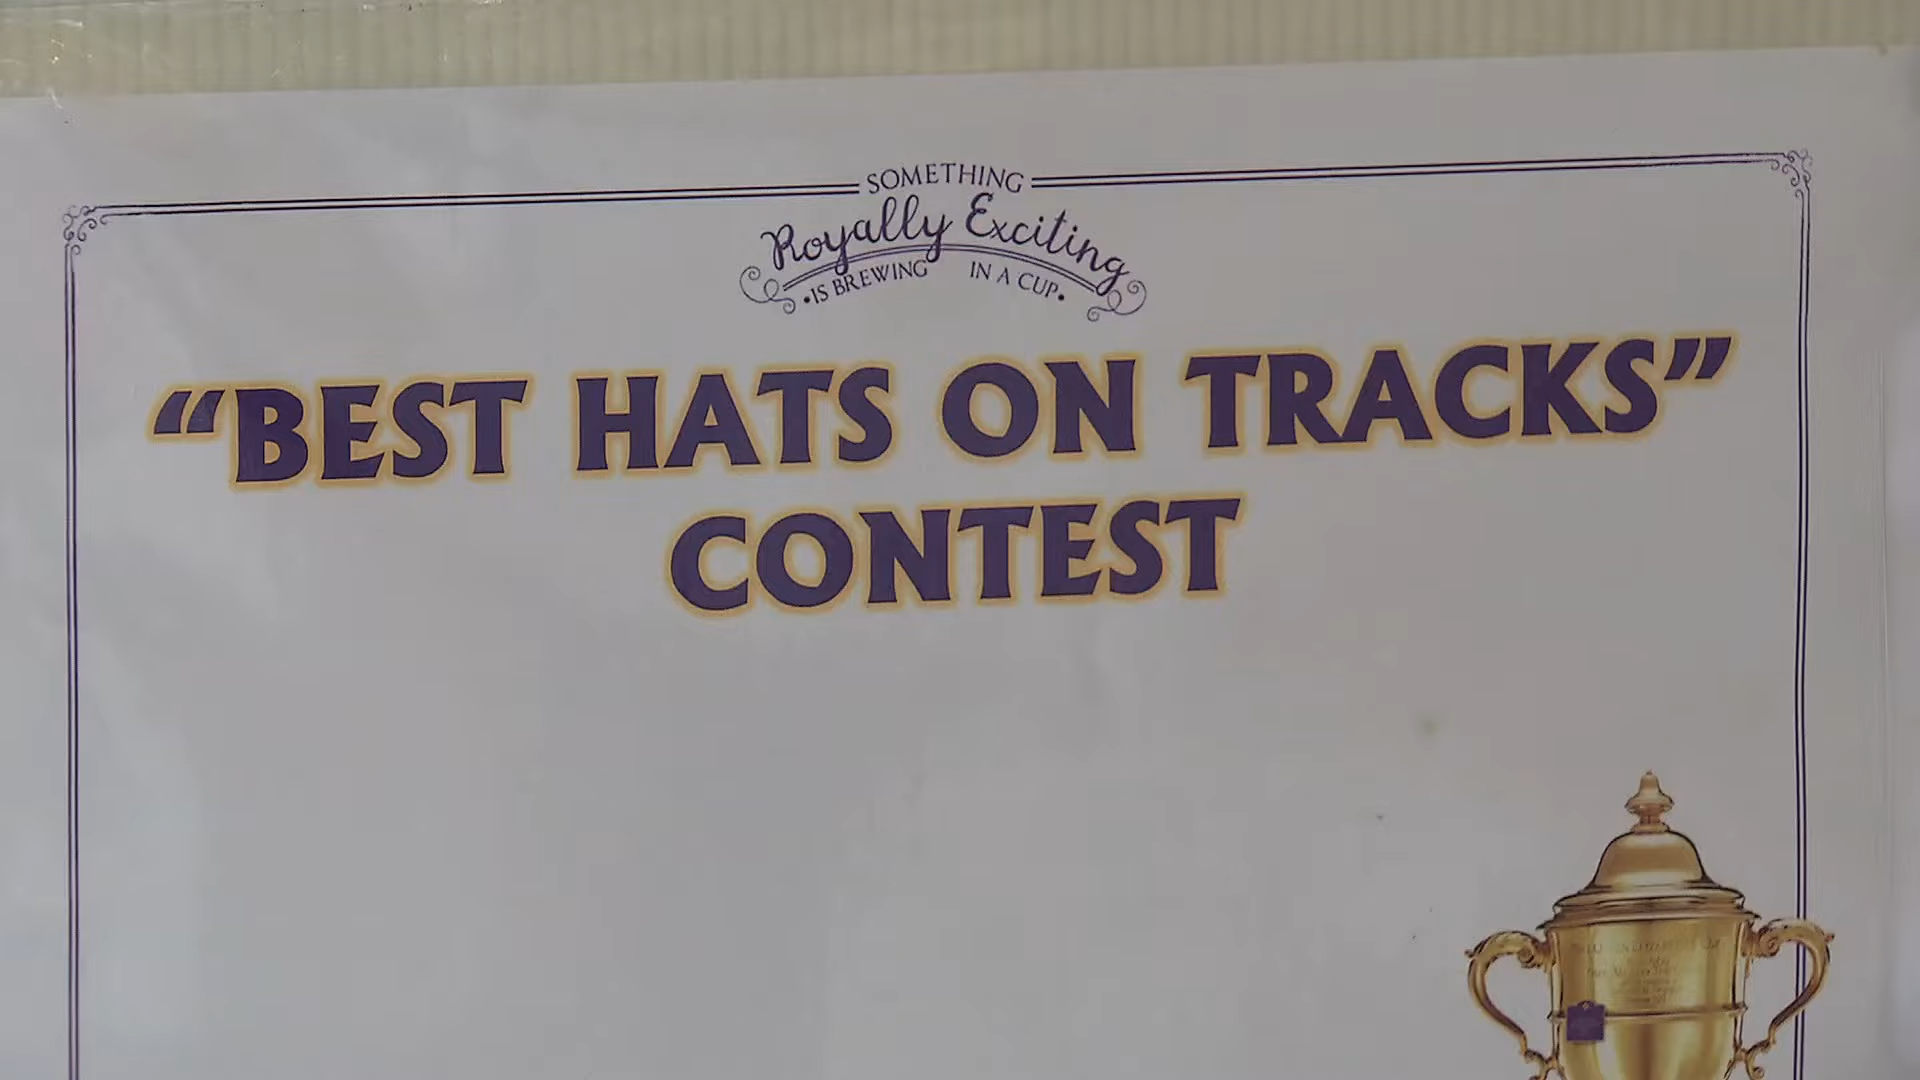 SOMETHING
Royally Exciting
•IS BREWING IN A CUP•
“BEST HATS ON TRACKS”
CONTEST